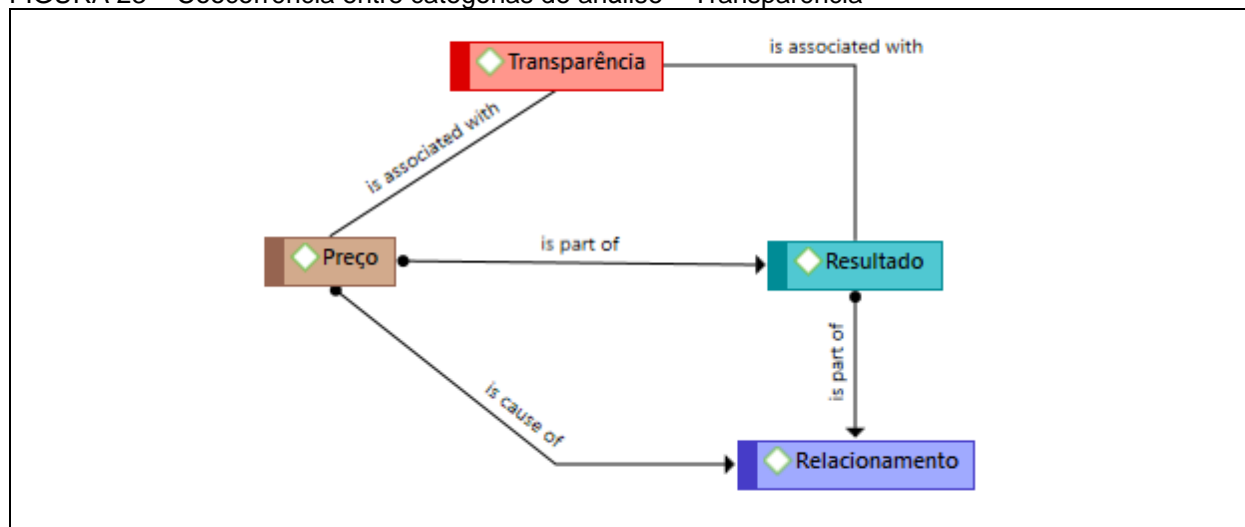 is associated with
Transparência
is associated with
Preço
is part of
Resultado
is part of
is cause of
Relacionamento